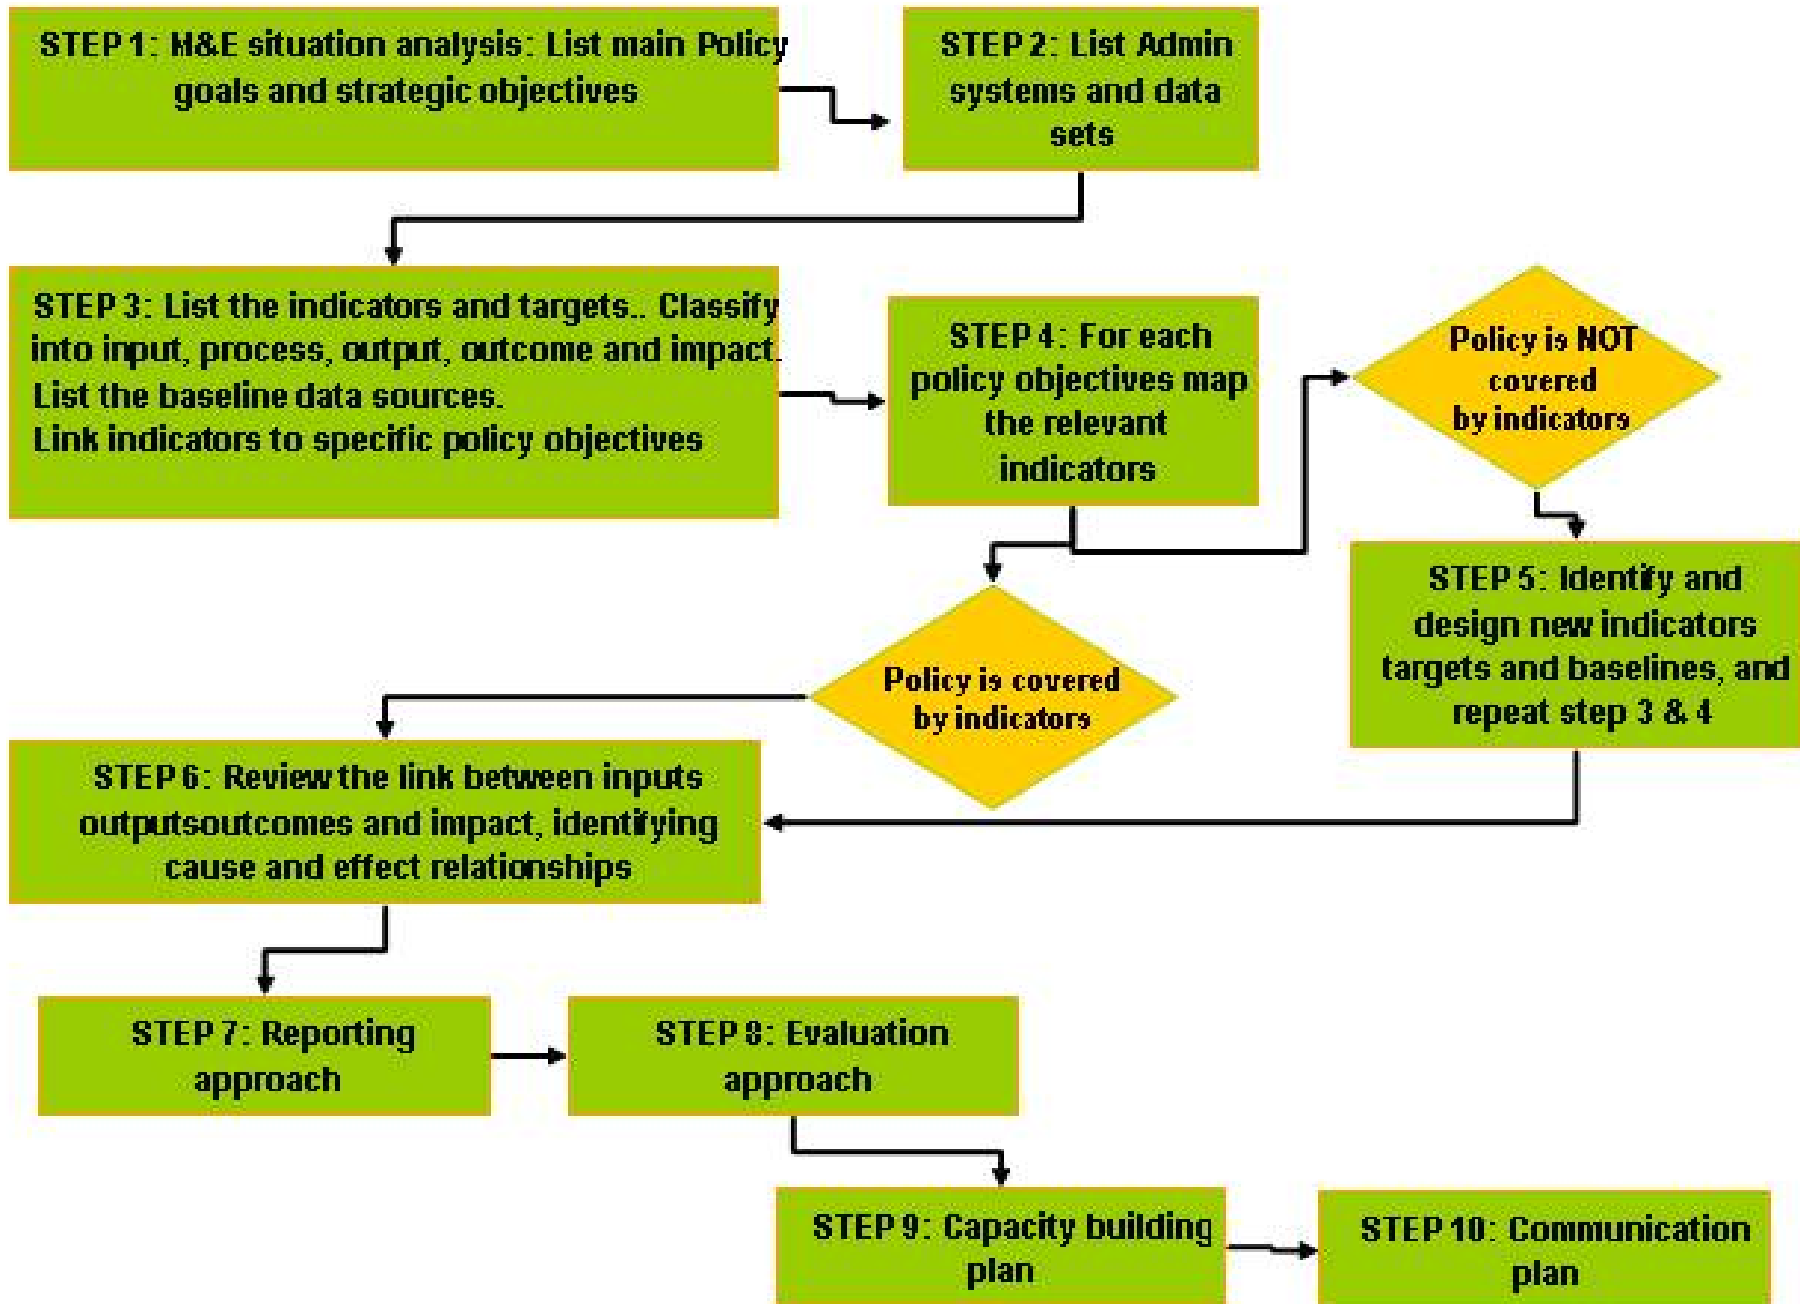 STEP 1: M&E situation analysis: List main Policy
goals and strategic objectives
STEP 2: List Admin
systems and data
sets
STEP 3: List the indicators and targets.. Classify
into input, process, output, outcome and impact.
List the baseline data sources.
Link indicators to specific policy objectives
STEP 4: For each
policy objectives map
the relevant
indicators
Policy is NOT
covered
by indicators
STEP 5: Identify and
design new indicators
targets and baselines, and
repeat step 3 & 4
Policy is covered
by indicators
STEP 6: Review the link between inputs
outputsoutcomes and impact, identifying
cause and effect relationships
STEP 7: Reporting
approach
STEP 8: Evaluation
approach
STEP 9: Capacity building
plan
STEP 10: Communication
plan